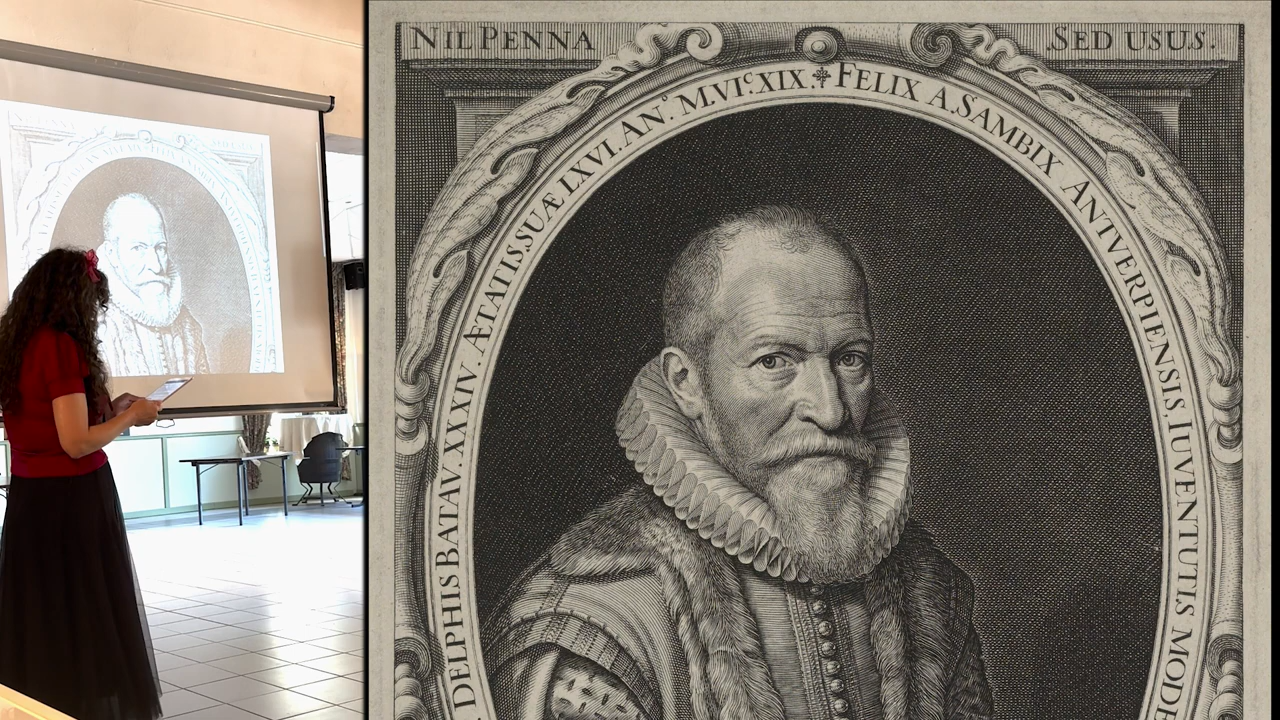 NIL PENNA
SED USUS.
. DELPHIS BATAV. XXXIV. ÆTATIS.SUÆ LXVI. AN.º M.VIᶜ.XIX.✢ FELIX A.SAMBIX ANTVERPIENSIS. IUVENTUTIS MODE